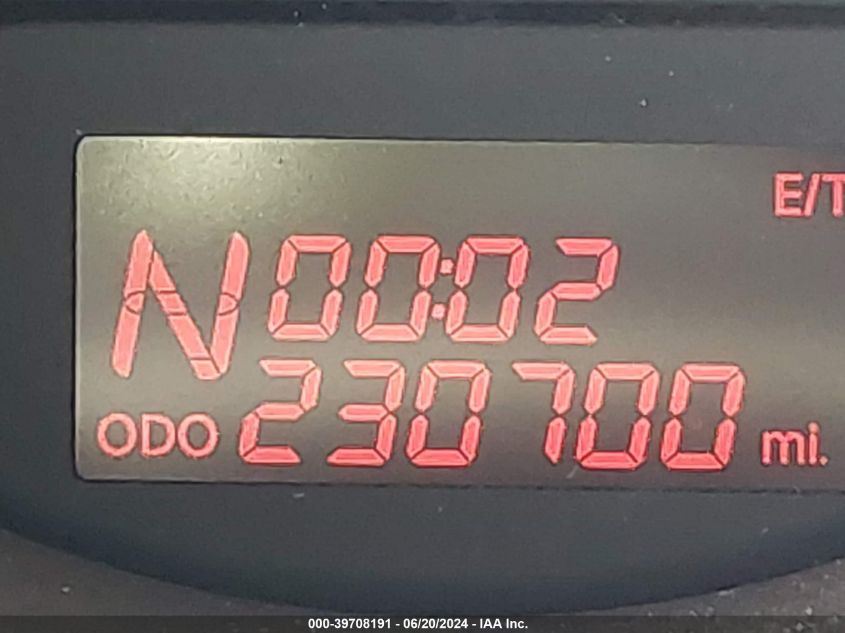 E/T
N 00:02
ODO 230700 mi.
000-39708191 - 06/20/2024 - IAA Inc.